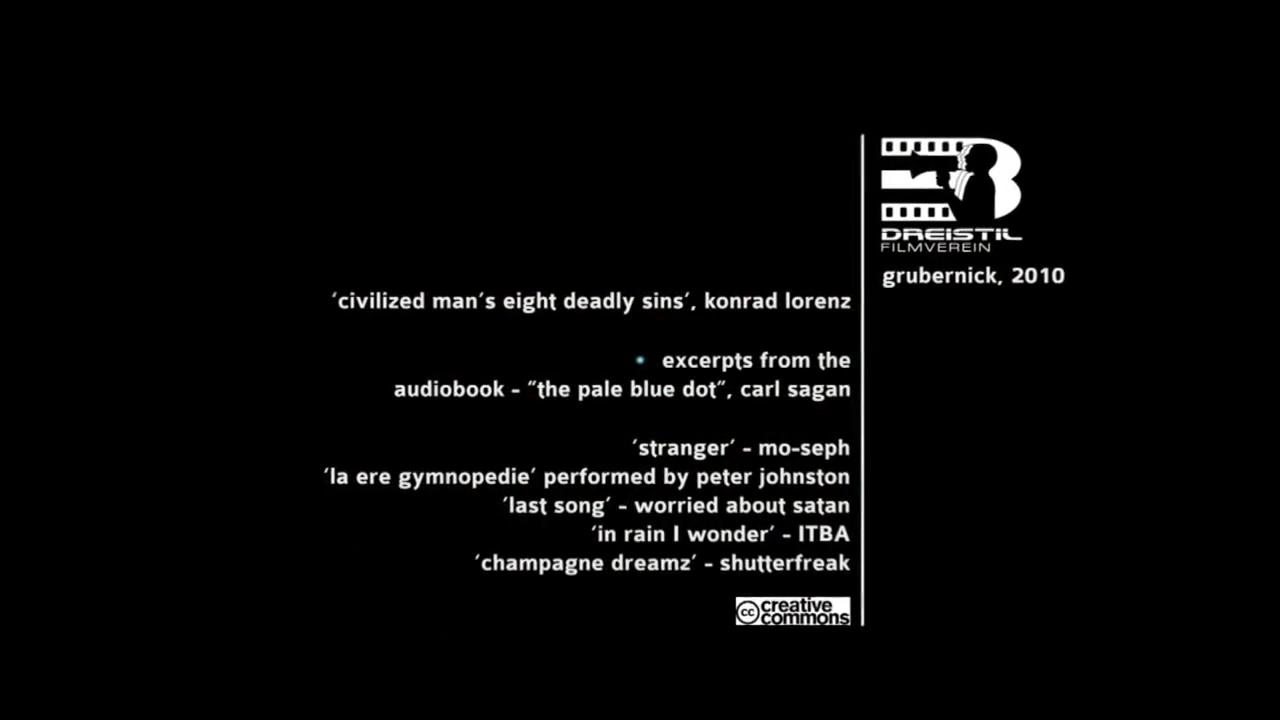 DREISTIL
FILMVEREIN
grubernick, 2010
'civilized man's eight deadly sins', konrad lorenz
• excerpts from the
audiobook - "the pale blue dot", carl sagan
'stranger' - mo-seph
'la ere gymnopedie' performed by peter johnston
'last song' - worried about satan
'in rain I wonder' - ITBA
'champagne dreamz' - shutterfreak
cc creative
commons